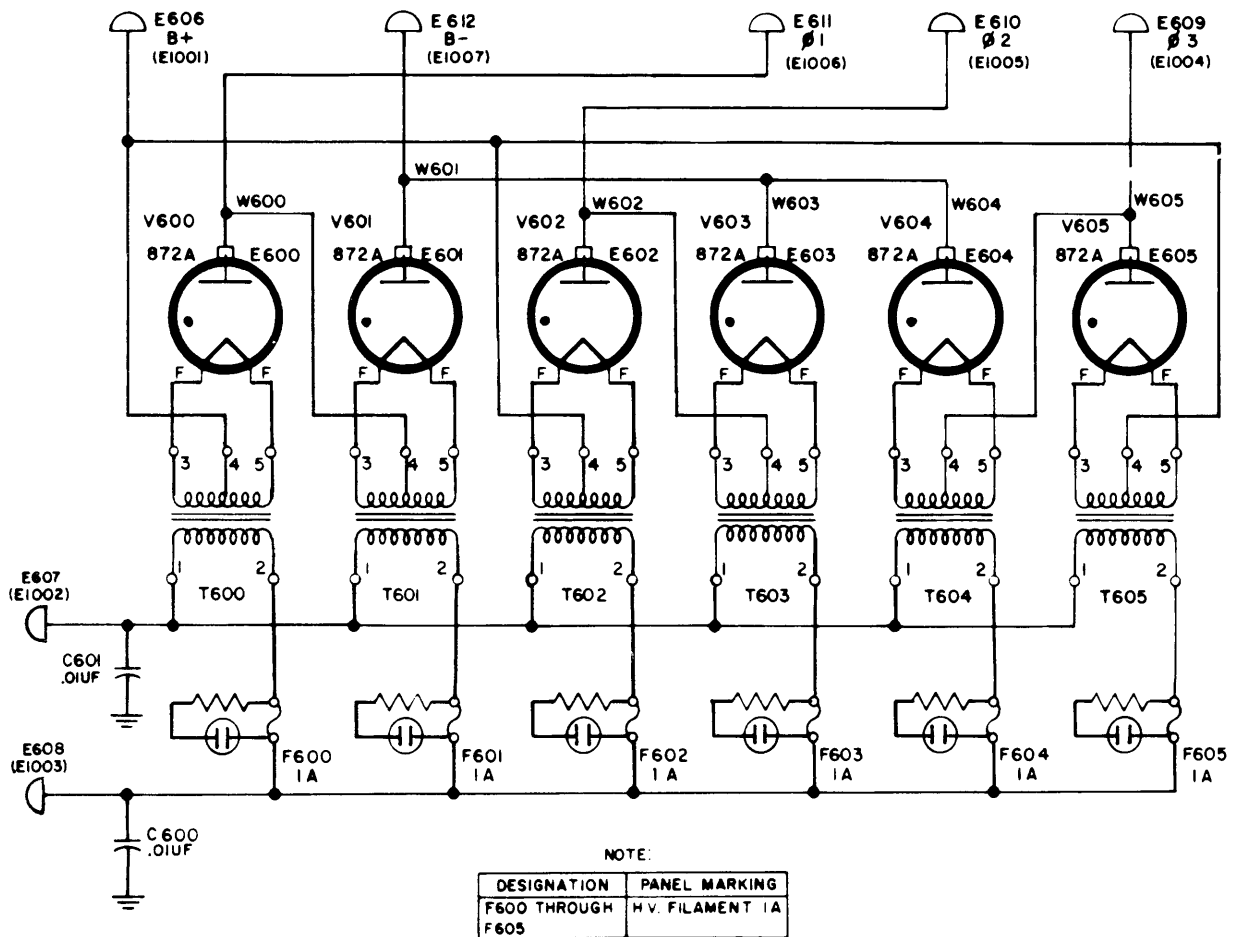 E606
B+
(E1001)
E612
B-
(E1007)
E611
Ø1
(E1006)
E610
Ø2
(E1005)
E609
Ø3
(E1004)
W600
W601
W602
W603
W604
W605
V600
V601
V602
V603
V604
V605
872A E600
872A E601
872A E602
872A E603
872A E604
872A E605
F F
F F
F F
F F
F F
F F
3 4 5
3 4 5
3 4 5
3 4 5
3 4 5
3 4 5
1 2
1 2
1 2
1 2
1 2
1 2
T600
T601
T602
T603
T604
T605
E607
(E1002)
C601
.01UF
F600
1A
F601
1A
F602
1A
F603
1A
F604
1A
F605
1A
E608
(E1003)
C600
.01UF
NOTE:
DESIGNATION PANEL MARKING
F600 THROUGH H.V. FILAMENT 1A
F605